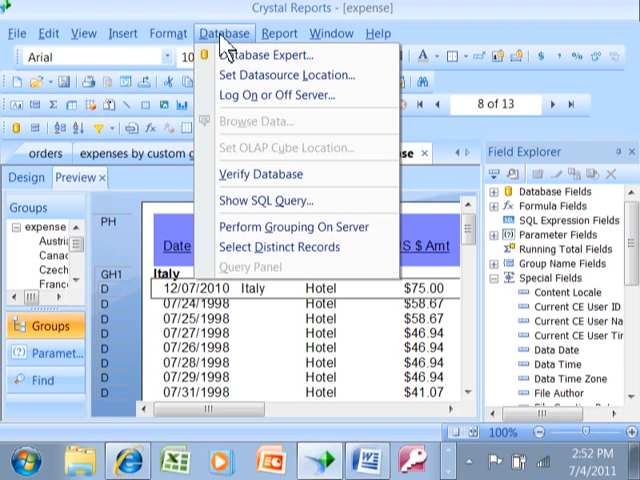 Crystal Reports - [expense]
File Edit View Insert Format Database Report Window Help
Arial
Database Expert...
Set Datasource Location...
Log On or Off Server...
Browse Data...
Set OLAP Cube Location...
Verify Database
Show SQL Query...
Perform Grouping On Server
Select Distinct Records
Query Panel
8 of 13
orders
expenses by custom g
Design
Preview
Groups
expense
Austri
Canac
Czech
Franc
Groups
Paramet...
Find
PH
Date
S $ Amt
GH1
Italy
D 12/07/2010 Italy Hotel $75.00
D 07/24/1998 Hotel $58.67
D 07/25/1998 Hotel $58.67
D 07/26/1998 Hotel $46.94
D 07/27/1998 Hotel $46.94
D 07/28/1998 Hotel $46.94
D 07/29/1998 Hotel $46.94
D 07/31/1998 Hotel $41.07
Field Explorer
Database Fields
Formula Fields
SQL Expression Fields
Parameter Fields
Running Total Fields
Group Name Fields
Special Fields
Content Locale
Current CE User ID
Current CE User Na
Current CE User Tir
Data Date
Data Time
Data Time Zone
File Author
100%
2:52 PM
7/4/2011